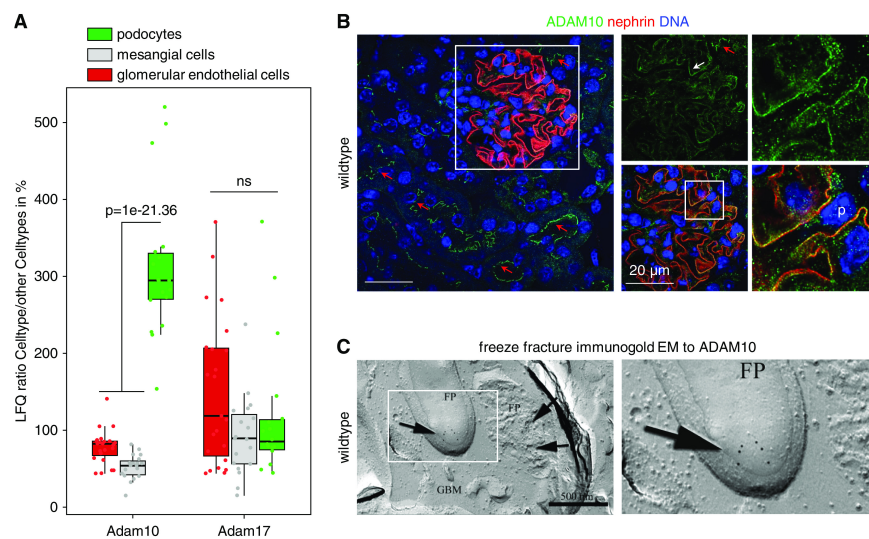 A
podocytes
mesangial cells
glomerular endothelial cells
LFQ ratio Celltype/other Celltypes in %
500
400
300
200
100
0
p=1e-21.36
ns
Adam10
Adam17
B
ADAM10 nephrin DNA
wildtype
20 µm
p
C
freeze fracture immunogold EM to ADAM10
wildtype
FP
FP
GBM
500 nm
FP